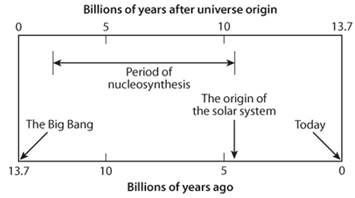 Billions of years after universe origin
0 5 10 13.7
Period of
nucleosynthesis
The origin of
the solar system
The Big Bang
Today
13.7 10 5 0
Billions of years ago